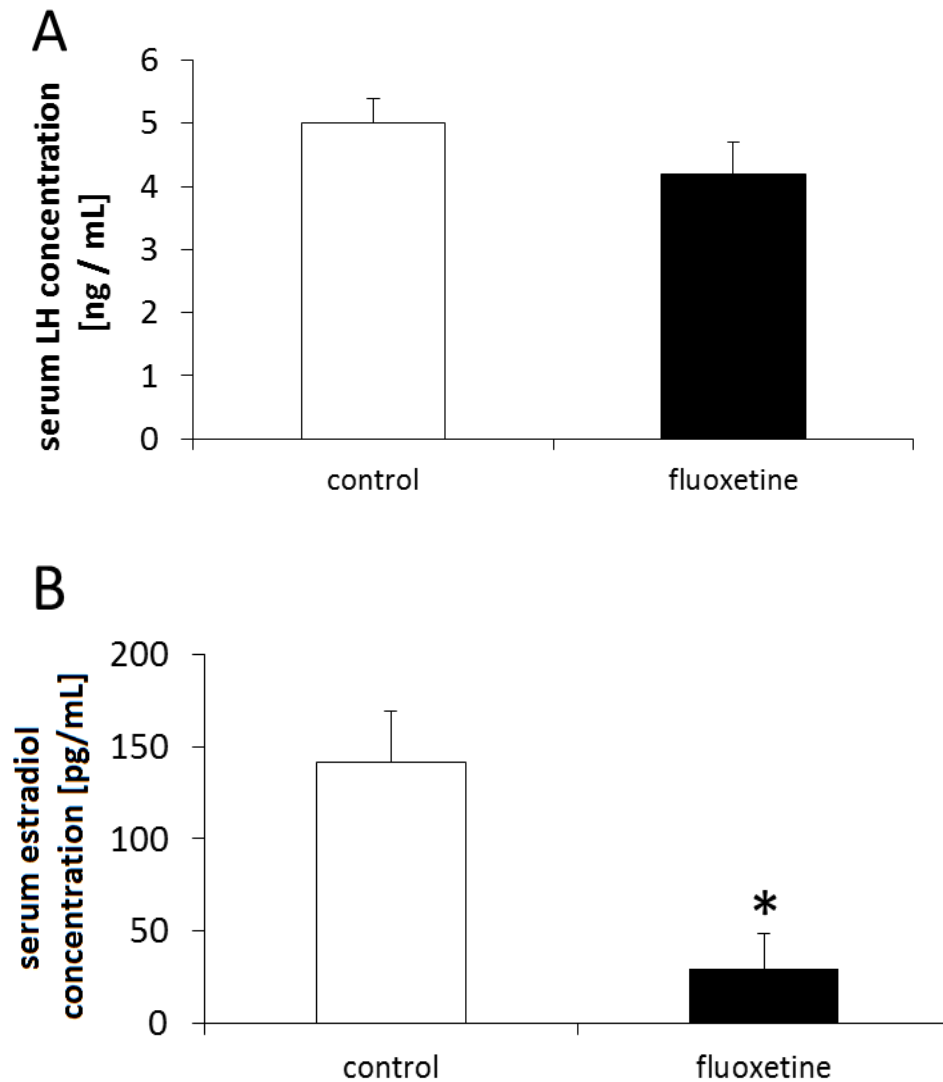 A
serum LH concentration
[ng / mL]
6
5
4
3
2
1
0
control
fluoxetine
B
serum estradiol
concentration [pg/mL]
200
150
100
50
0
*
control
fluoxetine